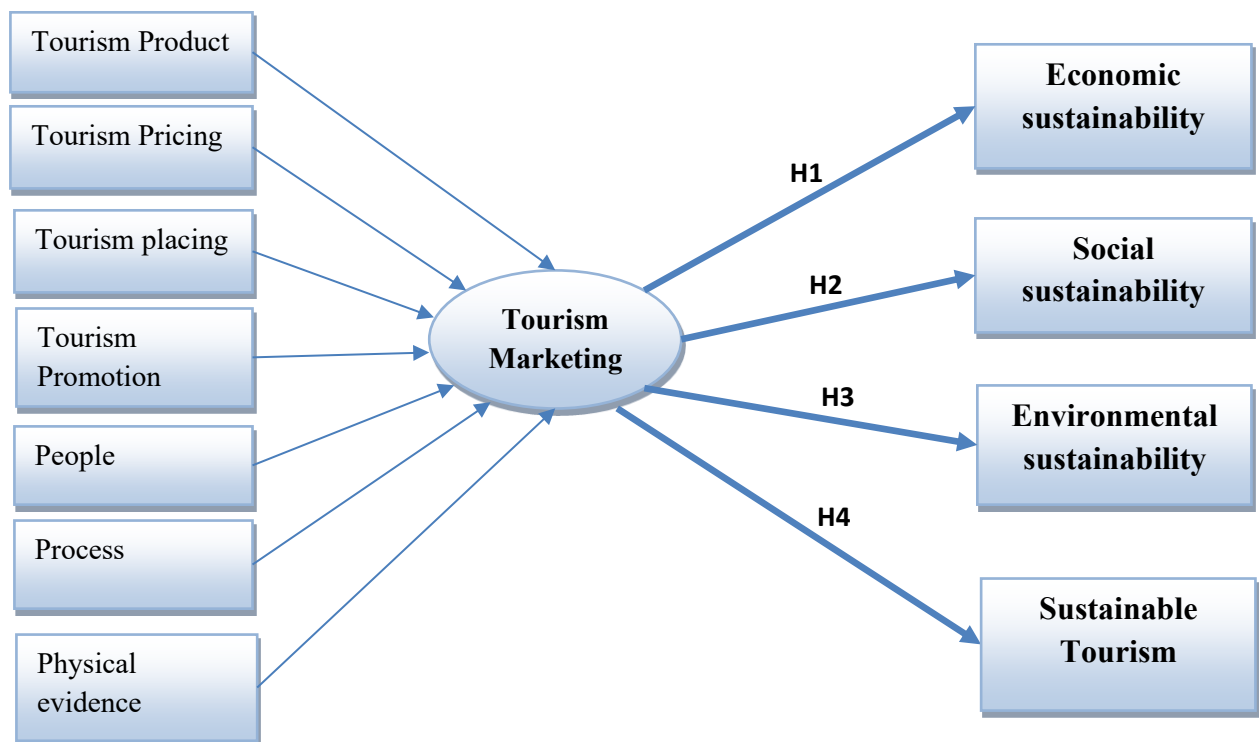 Tourism Product
Tourism Pricing
Tourism placing
Tourism
Promotion
People
Process
Physical
evidence
Tourism
Marketing
H1
H2
H3
H4
Economic
sustainability
Social
sustainability
Environmental
sustainability
Sustainable
Tourism